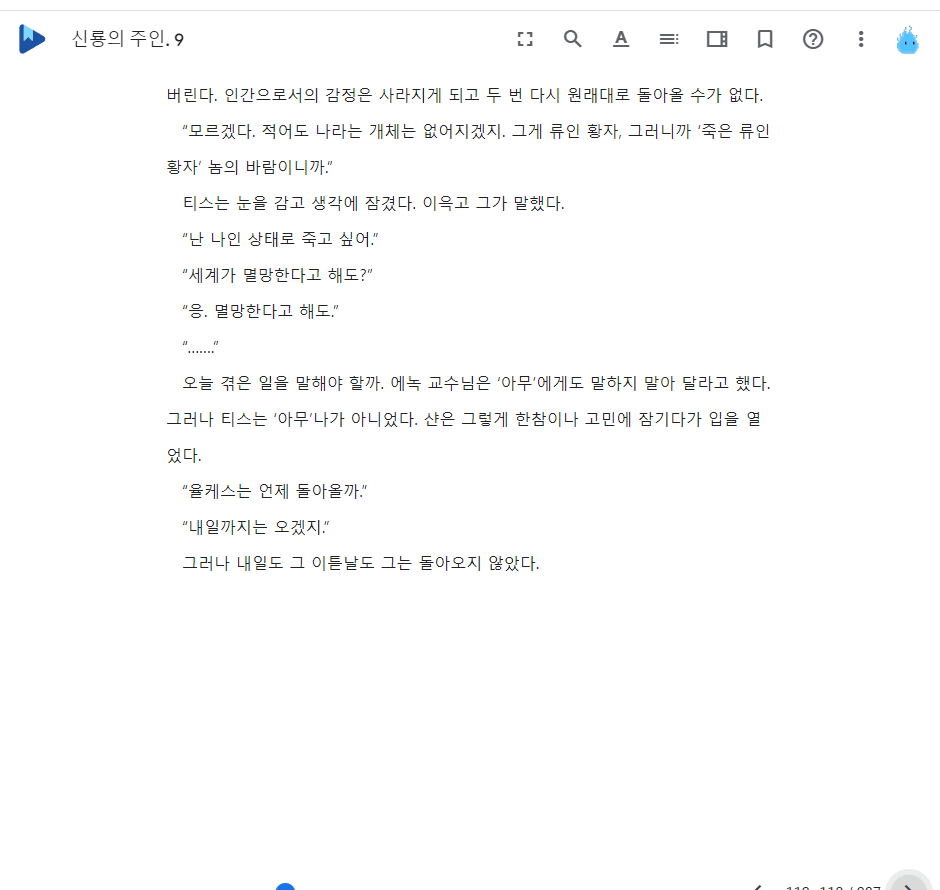 신룡의 주인. 9
버린다. 인간으로서의 감정은 사라지게 되고 두 번 다시 원래대로 돌아올 수가 없다.
“모르겠다. 적어도 나라는 개체는 없어지겠지. 그게 류인 황자, 그러니까 ‘죽은 류인
황자’ 놈의 바람이니까.”
티스는 눈을 감고 생각에 잠겼다. 이윽고 그가 말했다.
“난 나인 상태로 죽고 싶어.”
“세계가 멸망한다고 해도?”
“응. 멸망한다고 해도.”
“…….”
오늘 겪은 일을 말해야 할까. 에녹 교수님은 ‘아무’에게도 말하지 말아 달라고 했다.
그러나 티스는 ‘아무’나가 아니었다. 샨은 그렇게 한참이나 고민에 잠기다가 입을 열
었다.
“율케스는 언제 돌아올까.”
“내일까지는 오겠지.”
그러나 내일도 그 이튿날도 그는 돌아오지 않았다.